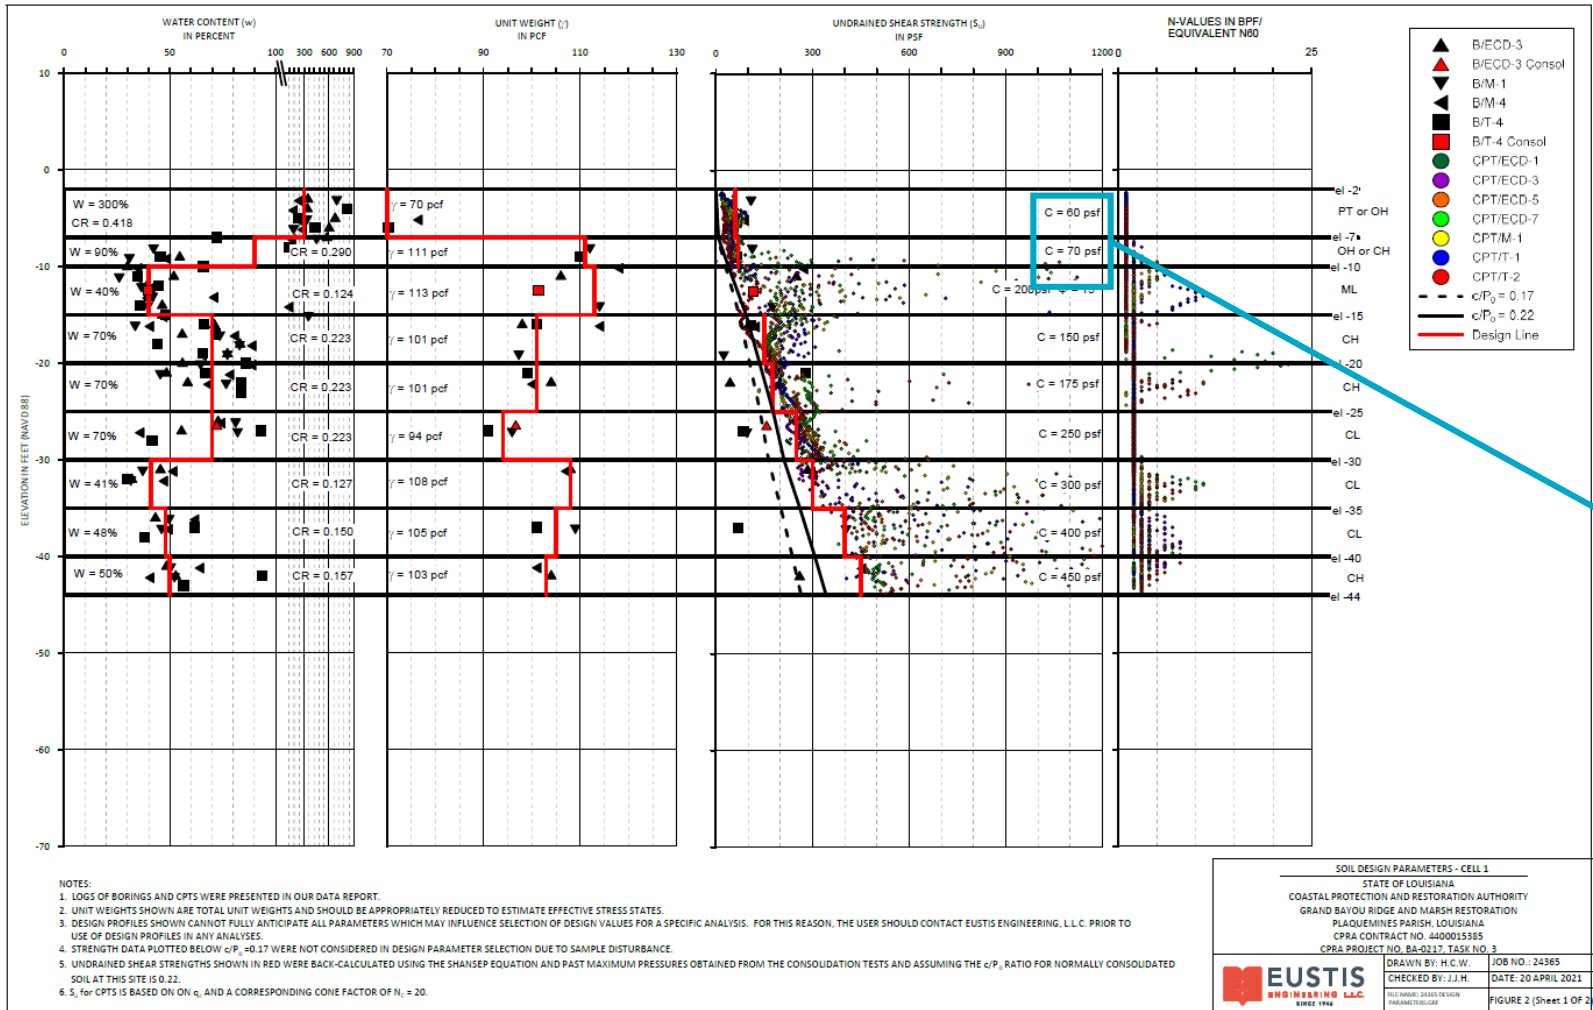 WATER CONTENT (w)
IN PERCENT
UNIT WEIGHT (γ)
IN PCF
UNDRAINED SHEAR STRENGTH (Sᵤ)
IN PSF
N-VALUES IN BPF/
EQUIVALENT N60
0 50 100 300 600 900
70 90 110 130
0 300 600 900 1200
0 25
10
0
-10
-20
-30
-40
-50
-60
-70
ELEVATION IN FEET (NAVD 88)
W = 300%
CR = 0.418
γ = 70 pcf
C = 60 psf
el -2'
PT or OH
W = 90%
CR = 0.290
γ = 111 pcf
C = 70 psf
el -7'
OH or CH
W = 40%
CR = 0.124
γ = 113 pcf
C = 200psf
el -10
ML
W = 70%
CR = 0.223
γ = 101 pcf
C = 150 psf
el -15
CH
W = 70%
CR = 0.223
γ = 101 pcf
C = 175 psf
-20
CH
W = 70%
CR = 0.223
γ = 94 pcf
C = 250 psf
el -25
CL
W = 41%
CR = 0.127
γ = 108 pcf
C = 300 psf
el -30
CL
W = 48%
CR = 0.150
γ = 105 pcf
C = 400 psf
el -35
CL
W = 50%
CR = 0.157
γ = 103 pcf
C = 450 psf
el -40
CH
el -44
B/ECD-3
B/ECD-3 Consol
B/M-1
B/M-4
B/T-4
B/T-4 Consol
CPT/ECD-1
CPT/ECD-3
CPT/ECD-5
CPT/ECD-7
CPT/M-1
CPT/T-1
CPT/T-2
c/P₀ = 0.17
c/P₀ = 0.22
Design Line
NOTES:
1. LOGS OF BORINGS AND CPTS WERE PRESENTED IN OUR DATA REPORT.
2. UNIT WEIGHTS SHOWN ARE TOTAL UNIT WEIGHTS AND SHOULD BE APPROPRIATELY REDUCED TO ESTIMATE EFFECTIVE STRESS STATES.
3. DESIGN PROFILES SHOWN CANNOT FULLY ANTICIPATE ALL PARAMETERS WHICH MAY INFLUENCE SELECTION OF DESIGN VALUES FOR A SPECIFIC ANALYSIS. FOR THIS REASON, THE USER SHOULD CONTACT EUSTIS ENGINEERING, L.L.C. PRIOR TO
USE OF DESIGN PROFILES IN ANY ANALYSES.
4. STRENGTH DATA PLOTTED BELOW c/P₀ =0.17 WERE NOT CONSIDERED IN DESIGN PARAMETER SELECTION DUE TO SAMPLE DISTURBANCE.
5. UNDRAINED SHEAR STRENGTHS SHOWN IN RED WERE BACK-CALCULATED USING THE SHANSEP EQUATION AND PAST MAXIMUM PRESSURES OBTAINED FROM THE CONSOLIDATION TESTS AND ASSUMING THE c/P₀ RATIO FOR NORMALLY CONSOLIDATED
SOIL AT THIS SITE IS 0.22.
6. Sᵤ for CPTS IS BASED ON ON qₜ AND A CORRESPONDING CONE FACTOR OF N꜀ = 20.
SOIL DESIGN PARAMETERS - CELL 1
STATE OF LOUISIANA
COASTAL PROTECTION AND RESTORATION AUTHORITY
GRAND BAYOU RIDGE AND MARSH RESTORATION
PLAQUEMINES PARISH, LOUISIANA
CPRA CONTRACT NO. 4400015385
CPRA PROJECT NO. BA-0217, TASK NO. 3
EUSTIS
ENGINEERING L.L.C.
SINCE 1946
DRAWN BY: H.C.W.
JOB NO.: 24365
CHECKED BY: J.J.H.
DATE: 20 APRIL 2021
FILE NAME: 24365 DESIGN
PARAMETERS.GRF
FIGURE 2 (Sheet 1 OF 2)